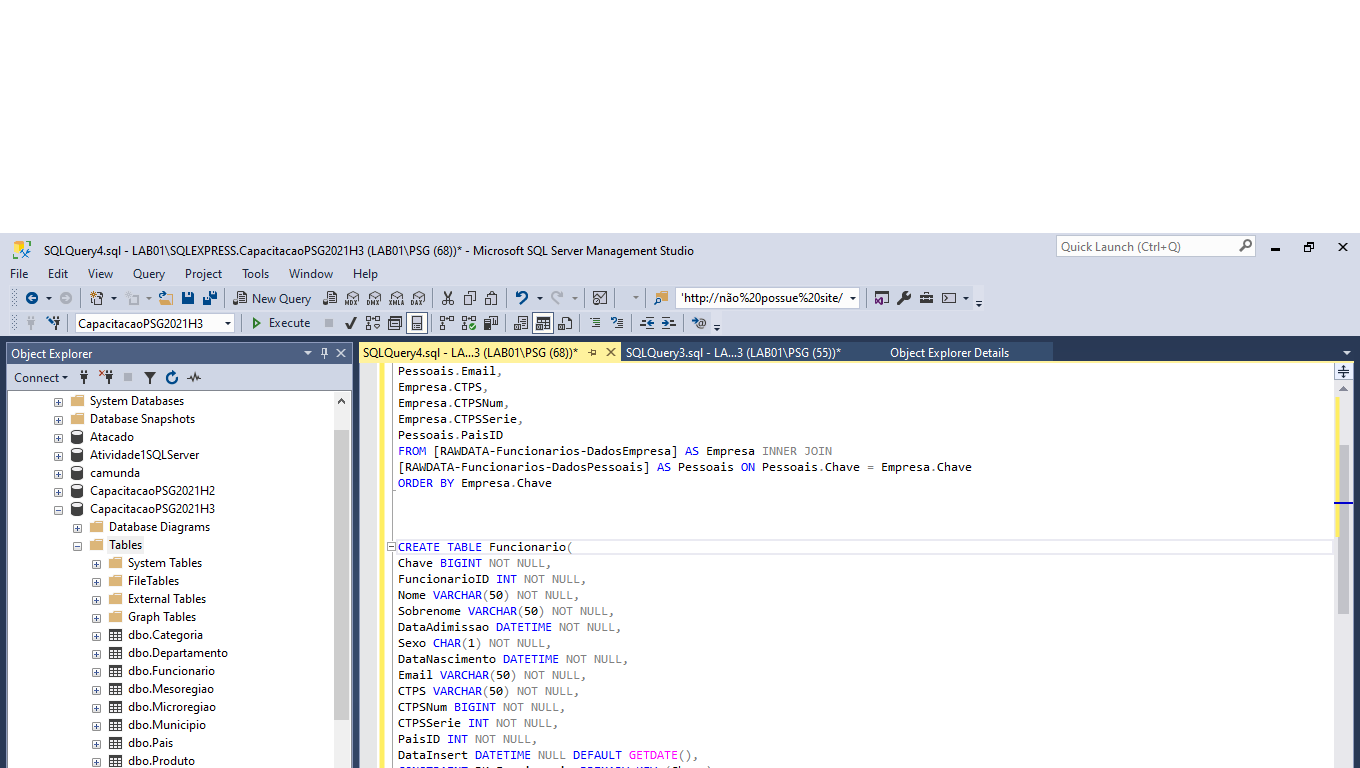 SQLQuery4.sql - LAB01\SQLEXPRESS.CapacitacaoPSG2021H3 (LAB01\PSG (68))* - Microsoft SQL Server Management Studio
Quick Launch (Ctrl+Q)
File Edit View Query Project Tools Window Help
New Query MDX DMX XMLA DAX 'http://não%20possue%20site/
CapacitacaoPSG2021H3 Execute
Object Explorer
SQLQuery4.sql - LA...3 (LAB01\PSG (68))* SQLQuery3.sql - LA...3 (LAB01\PSG (55))* Object Explorer Details
Connect
System Databases
Database Snapshots
Atacado
Atividade1SQLServer
camunda
CapacitacaoPSG2021H2
CapacitacaoPSG2021H3
Database Diagrams
Tables
System Tables
FileTables
External Tables
Graph Tables
dbo.Categoria
dbo.Departamento
dbo.Funcionario
dbo.Mesoregiao
dbo.Microregiao
dbo.Municipio
dbo.Pais
dbo.Produto
Pessoais.Email,
Empresa.CTPS,
Empresa.CTPSNum,
Empresa.CTPSSerie,
Pessoais.PaisID
FROM [RAWDATA-Funcionarios-DadosEmpresa] AS Empresa INNER JOIN
[RAWDATA-Funcionarios-DadosPessoais] AS Pessoais ON Pessoais.Chave = Empresa.Chave
ORDER BY Empresa.Chave
CREATE TABLE Funcionario(
Chave BIGINT NOT NULL,
FuncionarioID INT NOT NULL,
Nome VARCHAR(50) NOT NULL,
Sobrenome VARCHAR(50) NOT NULL,
DataAdimissao DATETIME NOT NULL,
Sexo CHAR(1) NOT NULL,
DataNascimento DATETIME NOT NULL,
Email VARCHAR(50) NOT NULL,
CTPS VARCHAR(50) NOT NULL,
CTPSNum BIGINT NOT NULL,
CTPSSerie INT NOT NULL,
PaisID INT NOT NULL,
DataInsert DATETIME NULL DEFAULT GETDATE(),